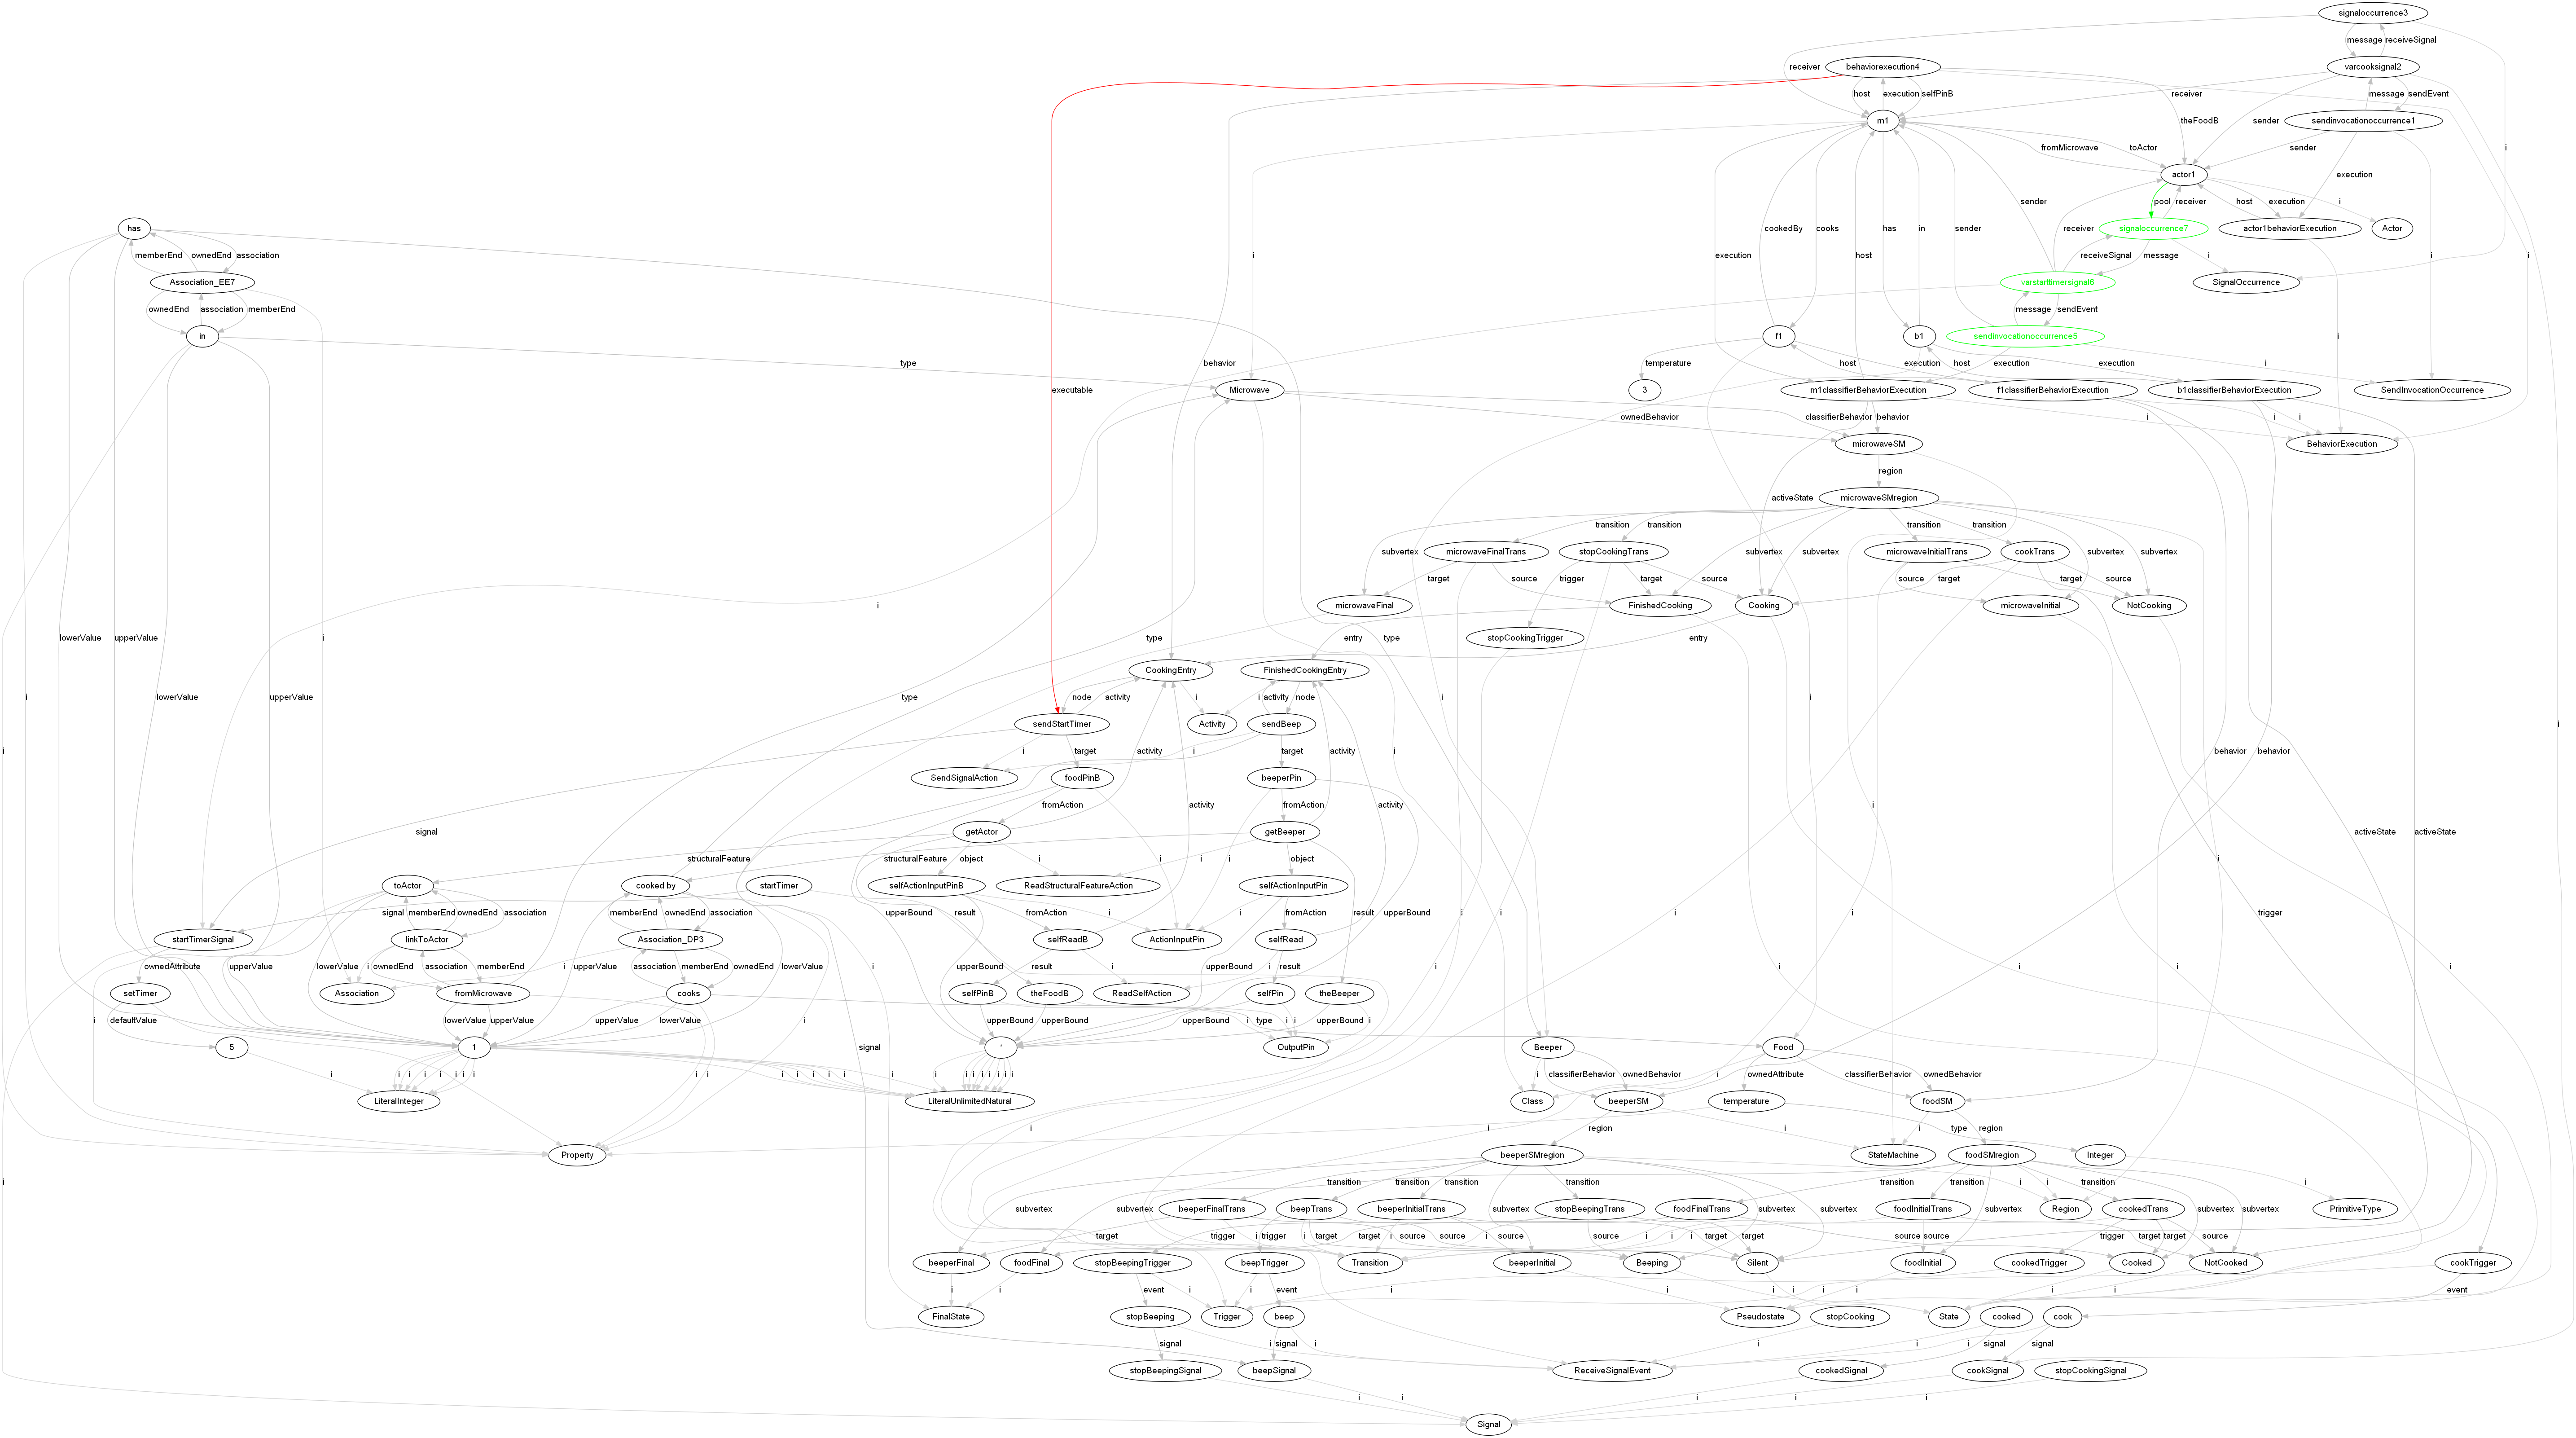 signaloccurrence3
message receiveSignal
behaviorexecution4 varcooksignal2
receiver
host execution selfPinB receiver message sendEvent
m1 sendinvocationoccurrence1
theFoodB sender
fromMicrowave toActor sender i
actor1 execution
pool receiver host execution i
has signaloccurrence7 actor1behaviorExecution Actor
memberEnd ownedEnd association execution host cookedBy cooks has in sender sender receiver receiveSignal message i i i i
Association_EE7 varstarttimersignal6 SignalOccurrence
ownedEnd association memberEnd message sendEvent
in f1 b1 sendinvocationoccurrence5
type behavior temperature host execution host execution execution i
Microwave 3 m1classifierBehaviorExecution f1classifierBehaviorExecution b1classifierBehaviorExecution SendInvocationOccurrence
executable ownedBehavior classifierBehavior behavior i i i
microwaveSM BehaviorExecution
region
activeState microwaveSMregion
transition transition transition transition
subvertex microwaveFinalTrans stopCookingTrans subvertex subvertex microwaveInitialTrans cookTrans subvertex subvertex
target source trigger target source source target target source
i microwaveFinal FinishedCooking Cooking microwaveInitial NotCooking
lowerValue upperValue i type type stopCookingTrigger entry entry
CookingEntry FinishedCookingEntry
lowerValue upperValue node activity i i activity node i
sendStartTimer Activity sendBeep
i i activity i target i target i behavior behavior
SendSignalAction foodPinB beeperPin
fromAction activity fromAction activity
signal getActor getBeeper i activeState activeState
structuralFeature object i structuralFeature i object
toActor cooked by startTimer selfActionInputPinB ReadStructuralFeatureAction selfActionInputPin i
signal memberEnd ownedEnd association memberEnd ownedEnd association upperBound result fromAction i i i fromAction result upperBound i i trigger
startTimerSignal linkToActor Association_DP3 selfReadB ActionInputPin selfRead
ownedAttribute upperValue lowerValue i ownedEnd association memberEnd upperValue i association memberEnd ownedEnd lowerValue i upperBound result i upperBound i result i i i i i
setTimer Association fromMicrowave cooks selfPinB theFoodB ReadSelfAction selfPin theBeeper
i defaultValue lowerValue upperValue upperValue lowerValue signal upperBound upperBound upperBound i i type upperBound i
5 1 * OutputPin Beeper Food
i i i i i i i i i i i i i i i i i i i classifierBehavior ownedBehavior ownedAttribute classifierBehavior ownedBehavior
LiteralInteger LiteralUnlimitedNatural Class beeperSM temperature foodSM
i region i type i region
Property beeperSMregion StateMachine foodSMregion Integer
i transition transition transition transition transition transition transition i i i
subvertex subvertex beeperFinalTrans beepTrans beeperInitialTrans subvertex stopBeepingTrans subvertex foodFinalTrans subvertex foodInitialTrans subvertex cookedTrans subvertex subvertex Region PrimitiveType
target i trigger trigger i target target source source i source target i i source source target trigger target source
beeperFinal foodFinal stopBeepingTrigger beepTrigger Transition beeperInitial Beeping Silent foodInitial cookedTrigger Cooked NotCooked cookTrigger
i i event i i event i i i i i i i event
FinalState stopBeeping Trigger beep Pseudostate stopCooking State cooked cook
signal i signal i i i signal i signal
stopBeepingSignal beepSignal ReceiveSignalEvent cookedSignal cookSignal stopCookingSignal
i i i i i
Signal